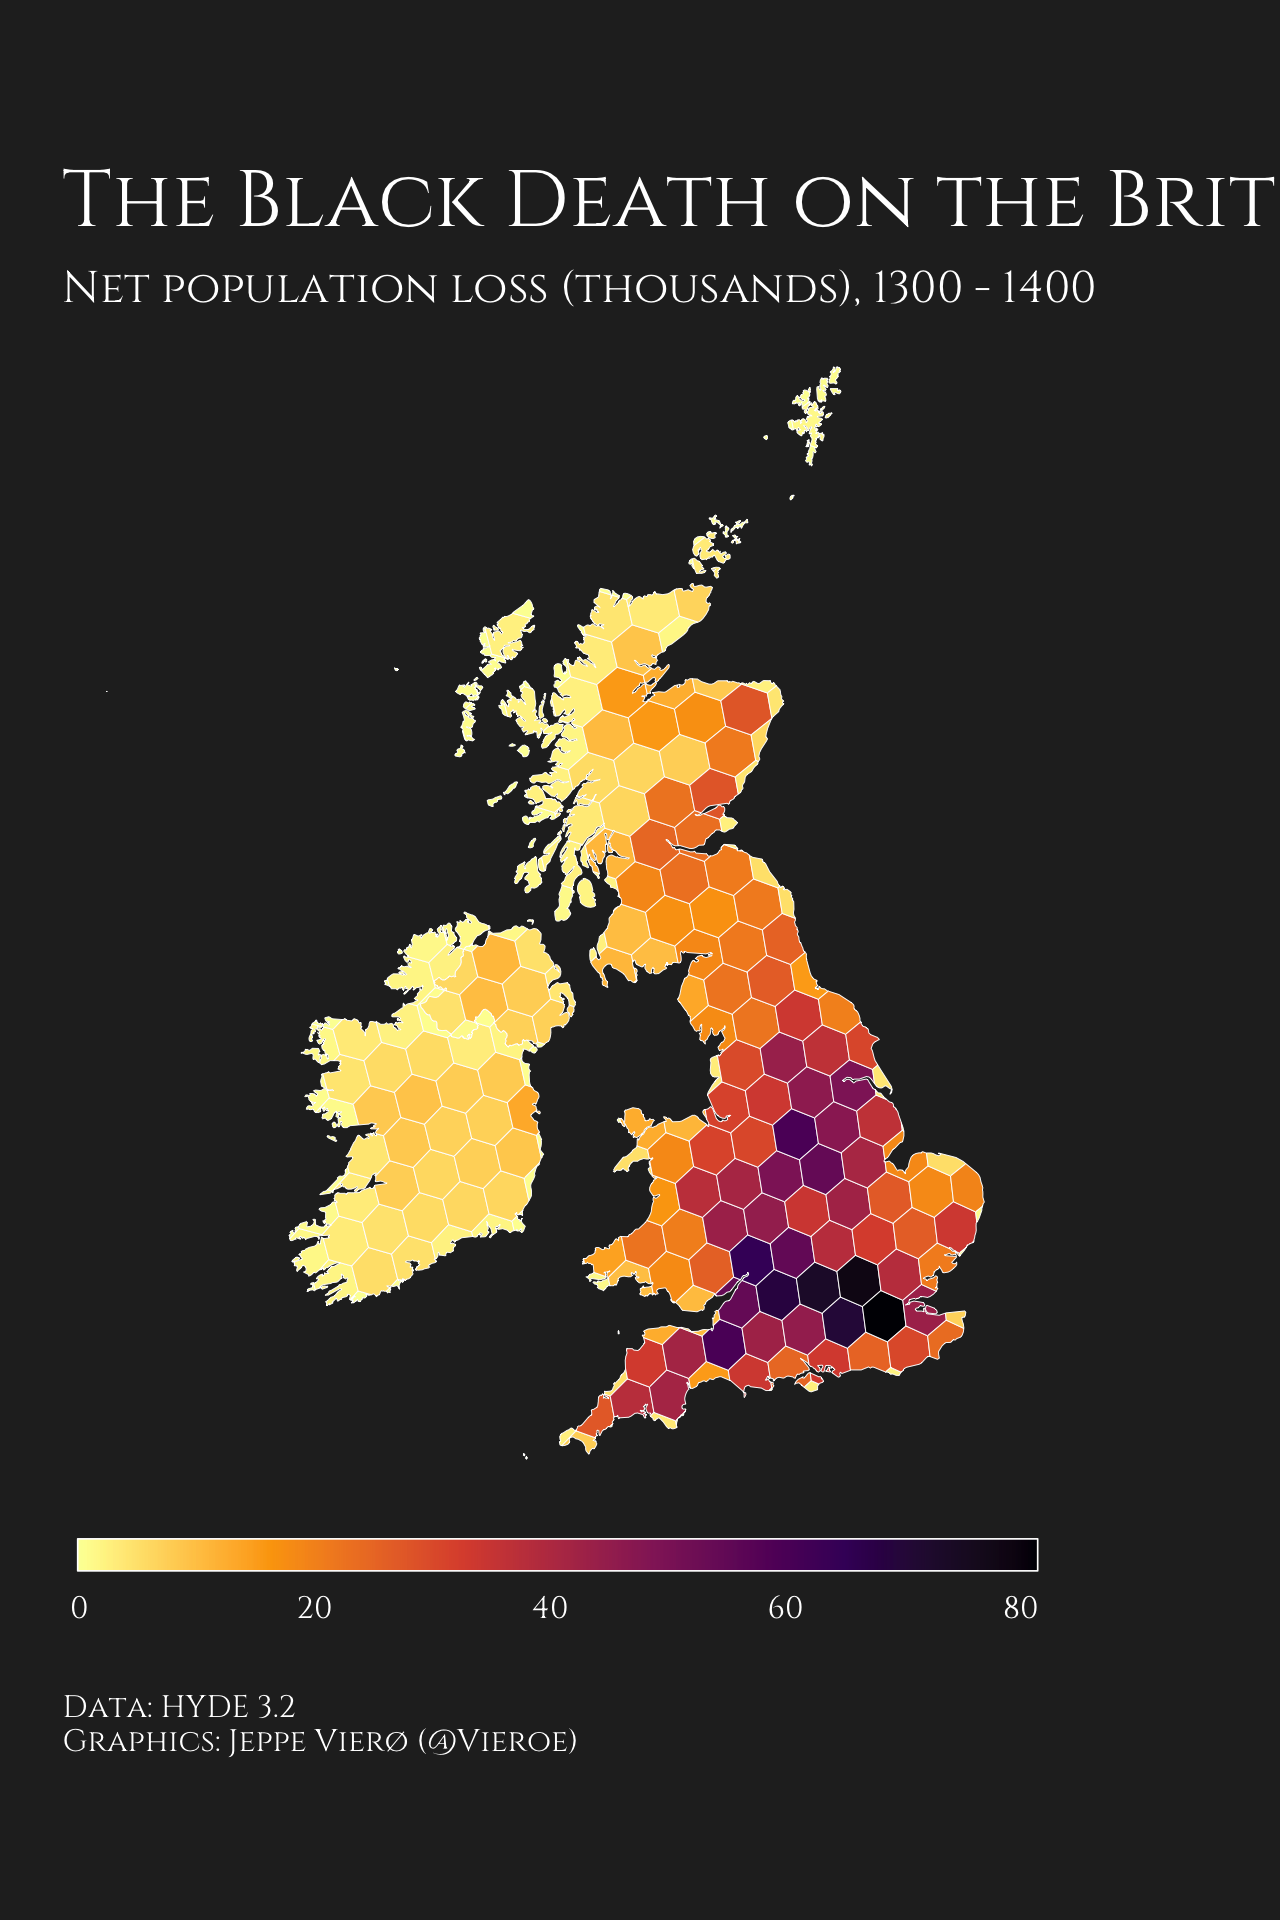 The Black Death on the Brit
Net population loss (thousands), 1300 - 1400
0 20 40 60 80
Data: HYDE 3.2
Graphics: Jeppe Vierø (@Vieroe)